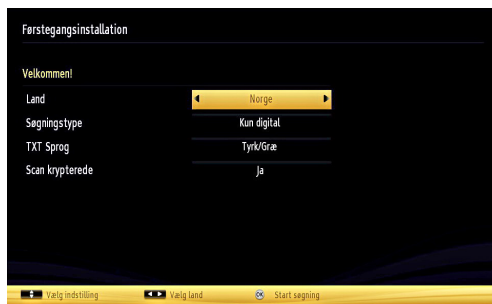 Førstegangsinstallation
Velkommen!
Land Norge
Søgningstype Kun digital
TXT Sprog Tyrk/Græ
Scan krypterede Ja
Vælg indstilling Vælg land OK Start søgning